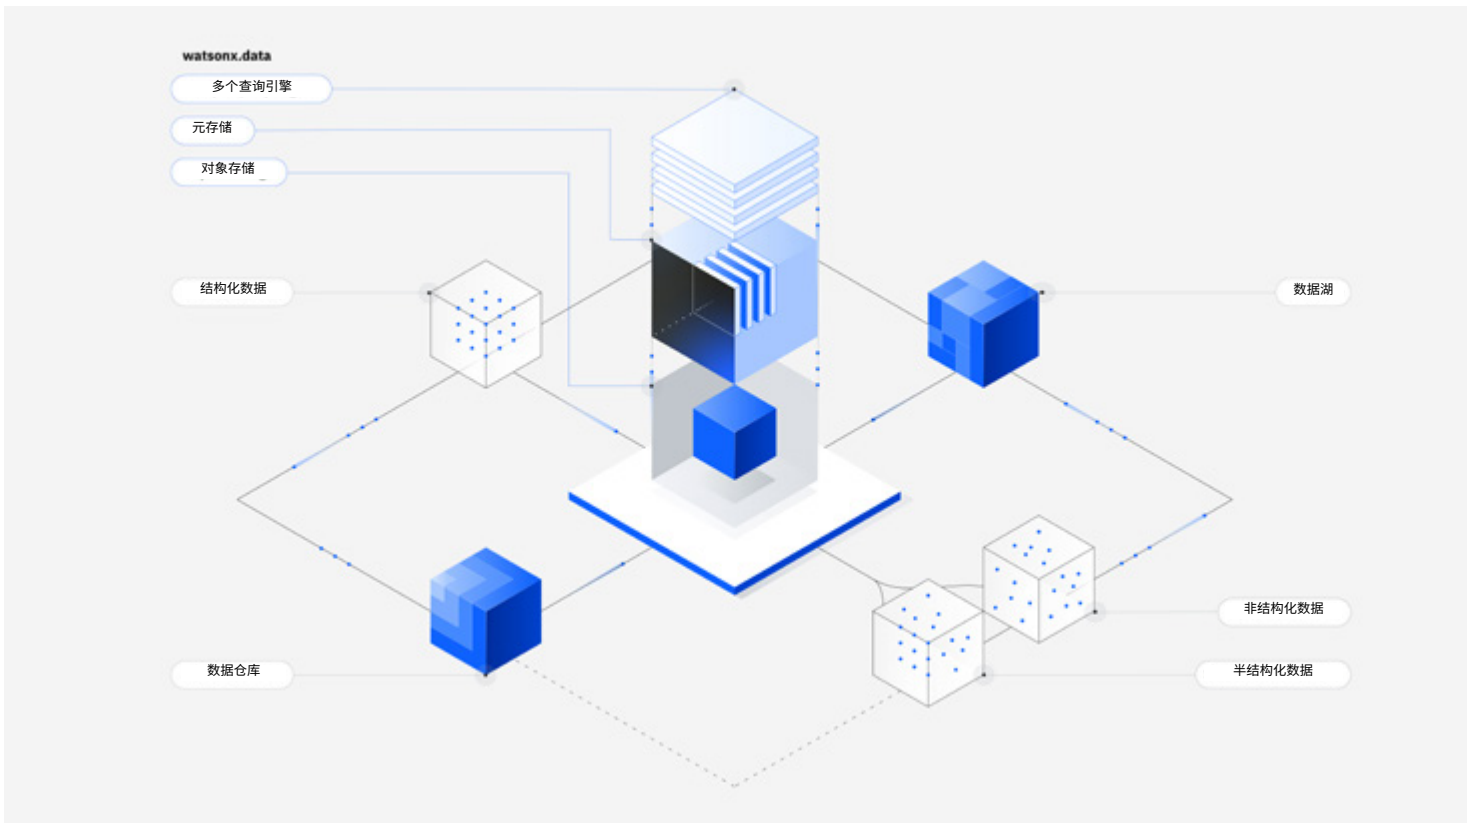 watsonx.data
多个查询引擎
元存储
对象存储
结构化数据
数据湖
非结构化数据
数据仓库
半结构化数据